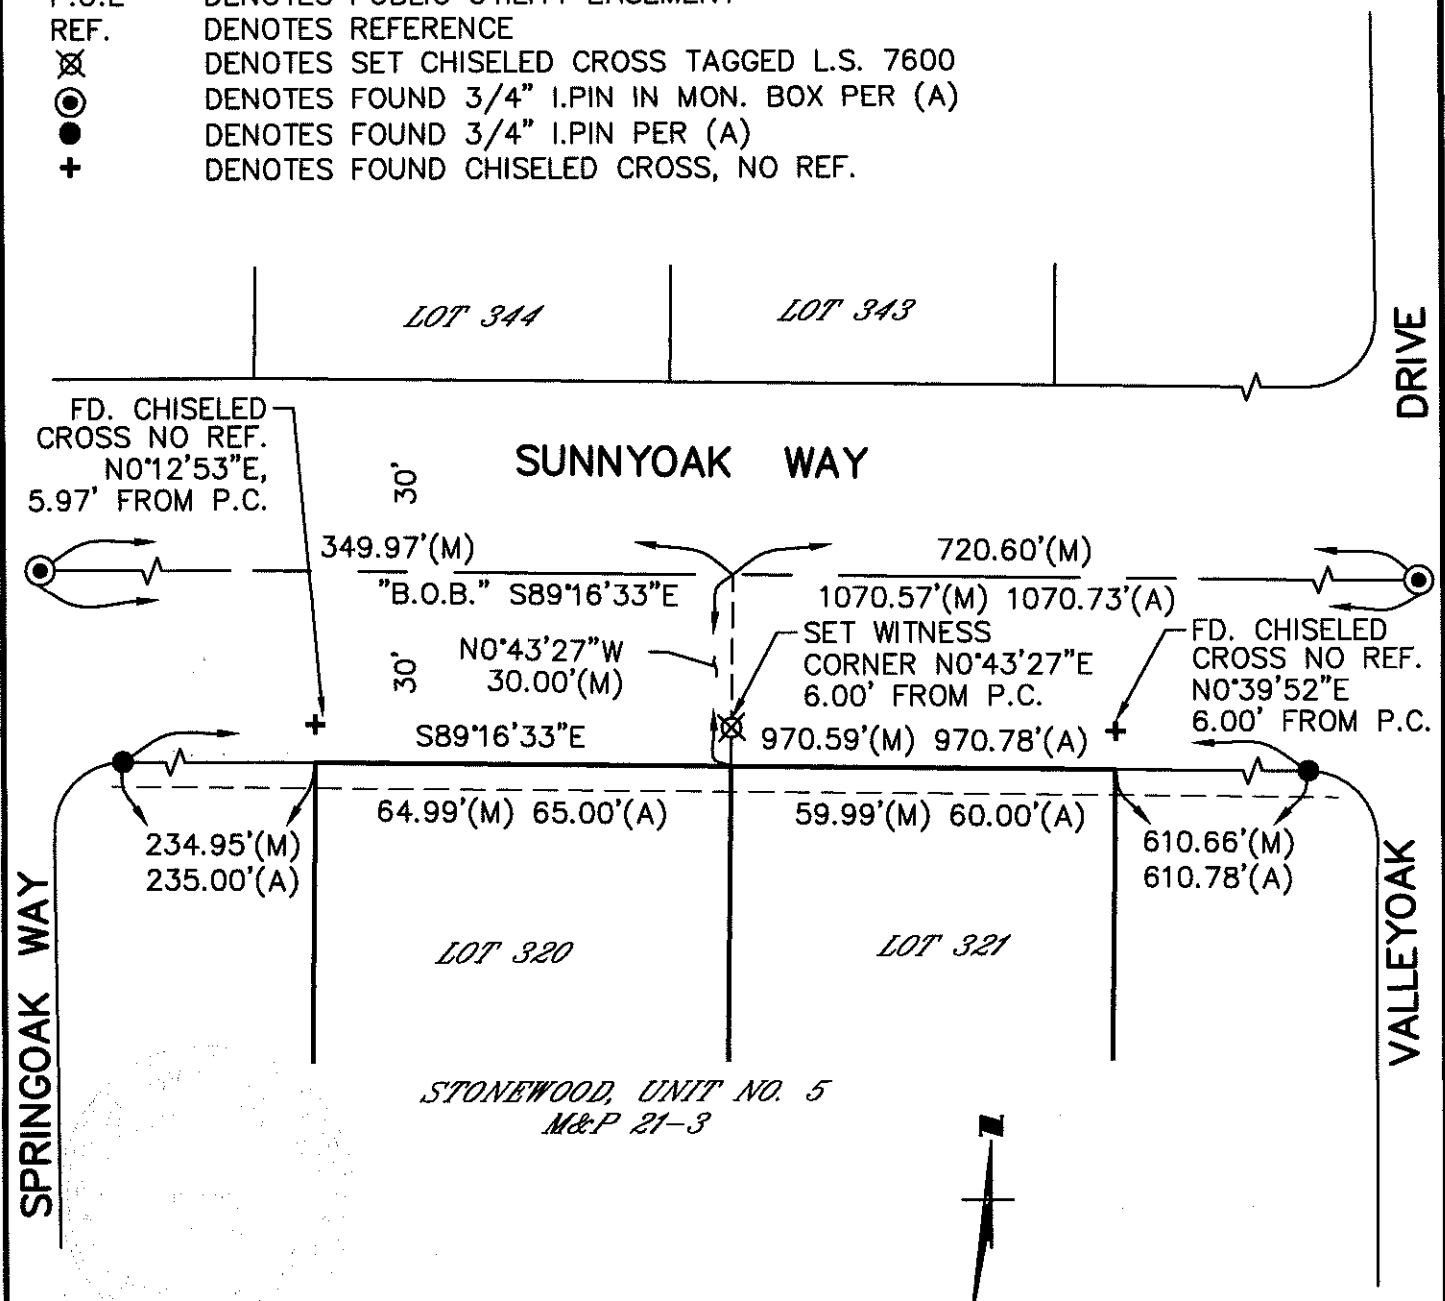 P.U.E DENOTES PUBLIC UTILITY EASEMENT
REF. DENOTES REFERENCE
DENOTES SET CHISELED CROSS TAGGED L.S. 7600
DENOTES FOUND 3/4" I.PIN IN MON. BOX PER (A)
DENOTES FOUND 3/4" I.PIN PER (A)
DENOTES FOUND CHISELED CROSS, NO REF.
LOT 344
LOT 343
DRIVE
FD. CHISELED
CROSS NO REF.
N0°12'53"E,
5.97' FROM P.C.
30'
SUNNYOAK WAY
349.97'(M)
720.60'(M)
"B.O.B." S89°16'33"E
1070.57'(M) 1070.73'(A)
30'
N0°43'27"W
30.00'(M)
SET WITNESS
CORNER N0°43'27"E
6.00' FROM P.C.
FD. CHISELED
CROSS NO REF.
N0°39'52"E
6.00' FROM P.C.
S89°16'33"E
970.59'(M) 970.78'(A)
64.99'(M) 65.00'(A)
59.99'(M) 60.00'(A)
234.95'(M)
235.00'(A)
610.66'(M)
610.78'(A)
SPRINGOAK WAY
LOT 320
LOT 321
VALLEYOAK
STONEWOOD, UNIT NO. 5
M&P 21-3
N